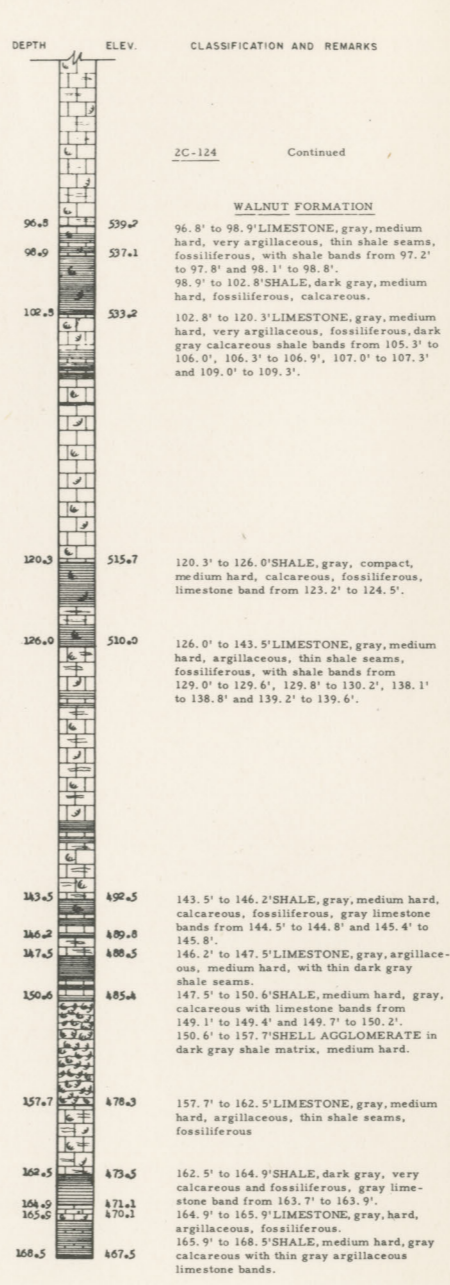 DEPTH ELEV. CLASSIFICATION AND REMARKS
2C-124 Continued
WALNUT FORMATION
96.8 539.2 96.8' to 98.9'LIMESTONE, gray, medium
hard, very argillaceous, thin shale seams,
98.9 537.1 fossiliferous, with shale bands from 97.2'
to 97.8' and 98.1' to 98.8'.
98.9' to 102.8'SHALE, dark gray, medium
hard, fossiliferous, calcareous.
102.8 533.2 102.8' to 120.3'LIMESTONE, gray, medium
hard, very argillaceous, fossiliferous, dark
gray calcareous shale bands from 105.3' to
106.0', 106.3' to 106.9', 107.0' to 107.3'
and 109.0' to 109.3'.
120.3 515.7 120.3' to 126.0'SHALE, gray, compact,
medium hard, calcareous, fossiliferous,
limestone band from 123.2' to 124.5'.
126.0 510.0 126.0' to 143.5'LIMESTONE, gray, medium
hard, argillaceous, thin shale seams,
fossiliferous, with shale bands from
129.0' to 129.6', 129.8' to 130.2', 138.1'
to 138.8' and 139.2' to 139.6'.
143.5 492.5 143.5' to 146.2'SHALE, gray, medium hard,
calcareous, fossiliferous, gray limestone
bands from 144.5' to 144.8' and 145.4' to
146.2 489.8 145.8'.
147.5 488.5 146.2' to 147.5'LIMESTONE, gray, argillace-
ous, medium hard, with thin dark gray
shale seams.
150.6 485.4 147.5' to 150.6'SHALE, medium hard, gray,
calcareous with limestone bands from
149.1' to 149.4' and 149.7' to 150.2'.
150.6' to 157.7'SHELL AGGLOMERATE in
dark gray shale matrix, medium hard.
157.7 478.3 157.7' to 162.5'LIMESTONE, gray, medium
hard, argillaceous, thin shale seams,
fossiliferous
162.5 473.5 162.5' to 164.9'SHALE, dark gray, very
calcareous and fossiliferous, gray lime-
164.9 471.1 stone band from 163.7' to 163.9'.
165.9 470.1 164.9' to 165.9'LIMESTONE, gray, hard,
argillaceous, fossiliferous.
165.9' to 168.5'SHALE, medium hard, gray
168.5 467.5 calcareous with thin gray argillaceous
limestone bands.